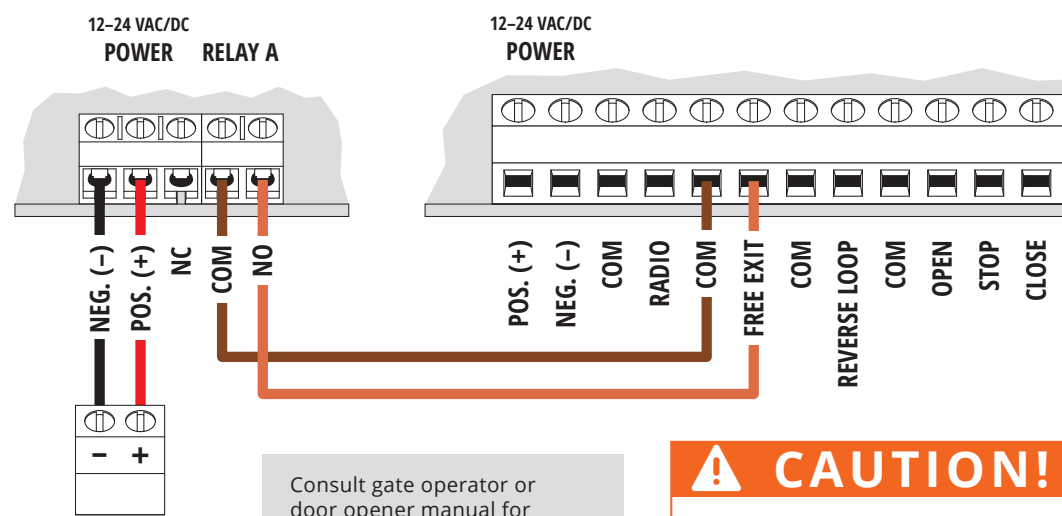 12–24 VAC/DC
POWER
RELAY A
12–24 VAC/DC
POWER
NEG. (–)
POS. (+)
NC
COM
NO
POS. (+)
NEG. (–)
COM
RADIO
COM
FREE EXIT
COM
REVERSE LOOP
COM
OPEN
STOP
CLOSE
– +
Consult gate operator or
door opener manual for
CAUTION!